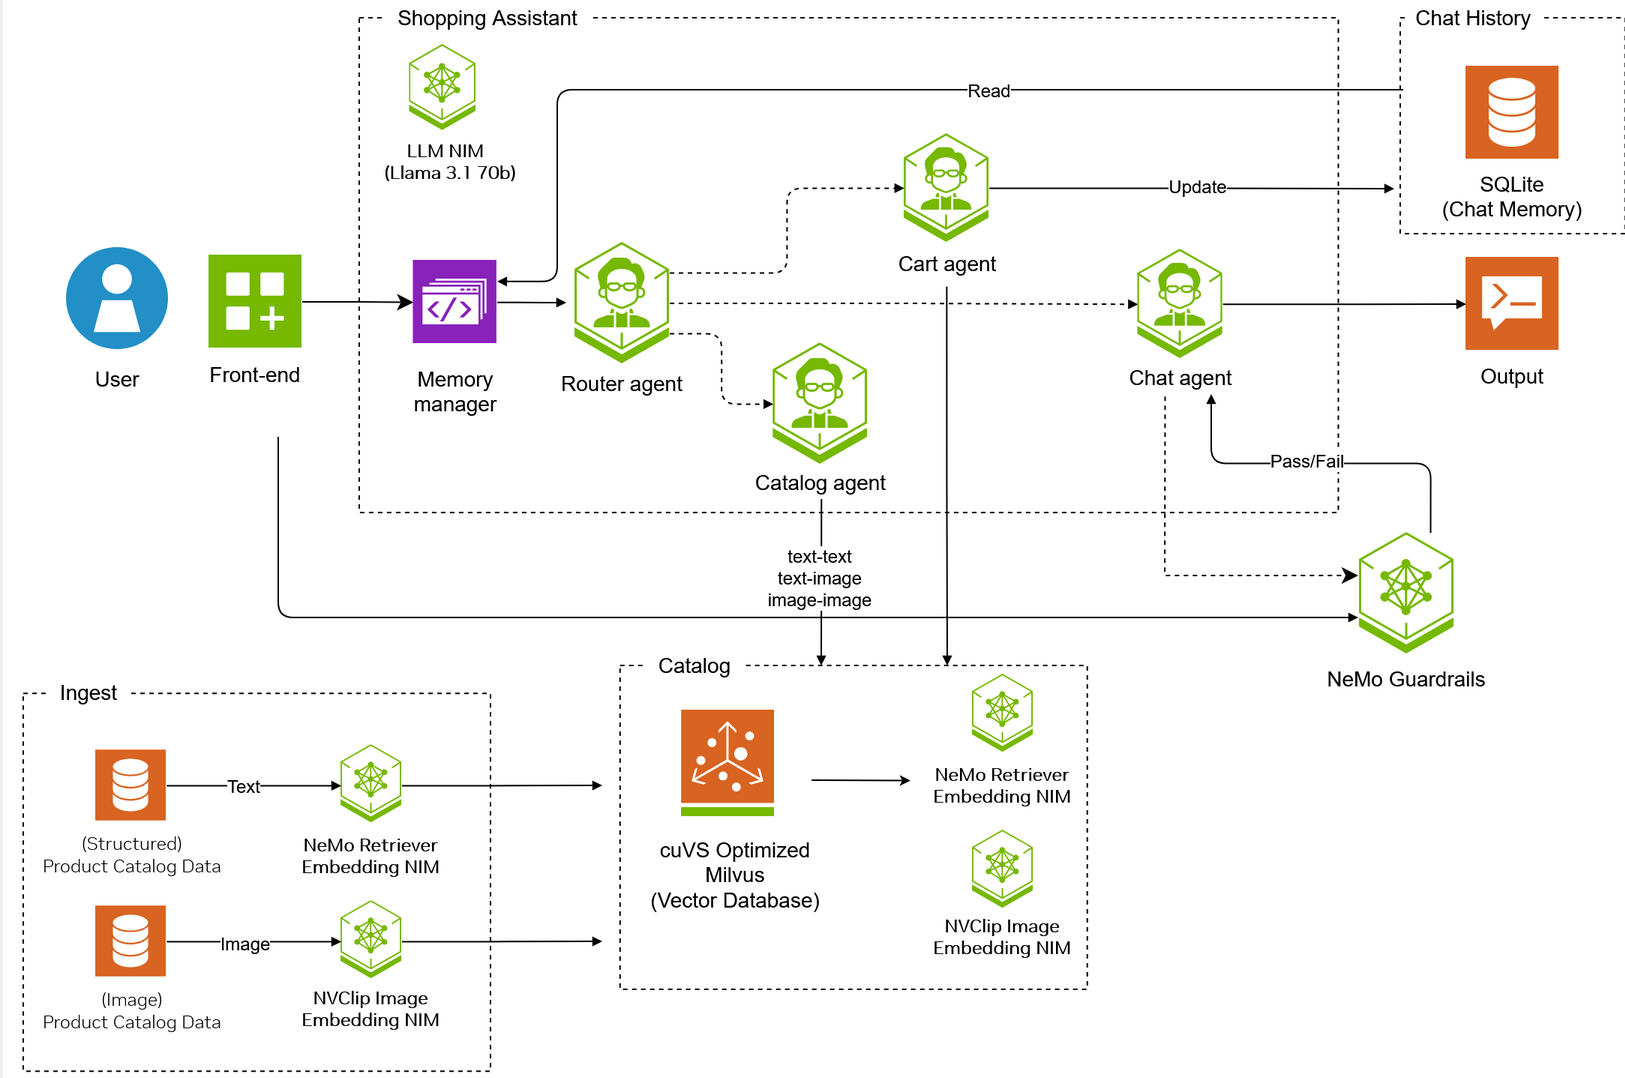 Shopping Assistant
Chat History
LLM NIM
(Llama 3.1 70b)
Read
SQLite
(Chat Memory)
Update
Cart agent
User
Front-end
Memory
manager
Router agent
Chat agent
Output
Catalog agent
Pass/Fail
text-text
text-image
image-image
NeMo Guardrails
Ingest
Text
(Structured)
Product Catalog Data
NeMo Retriever
Embedding NIM
Image
(Image)
Product Catalog Data
NVClip Image
Embedding NIM
Catalog
cuVS Optimized
Milvus
(Vector Database)
NeMo Retriever
Embedding NIM
NVClip Image
Embedding NIM